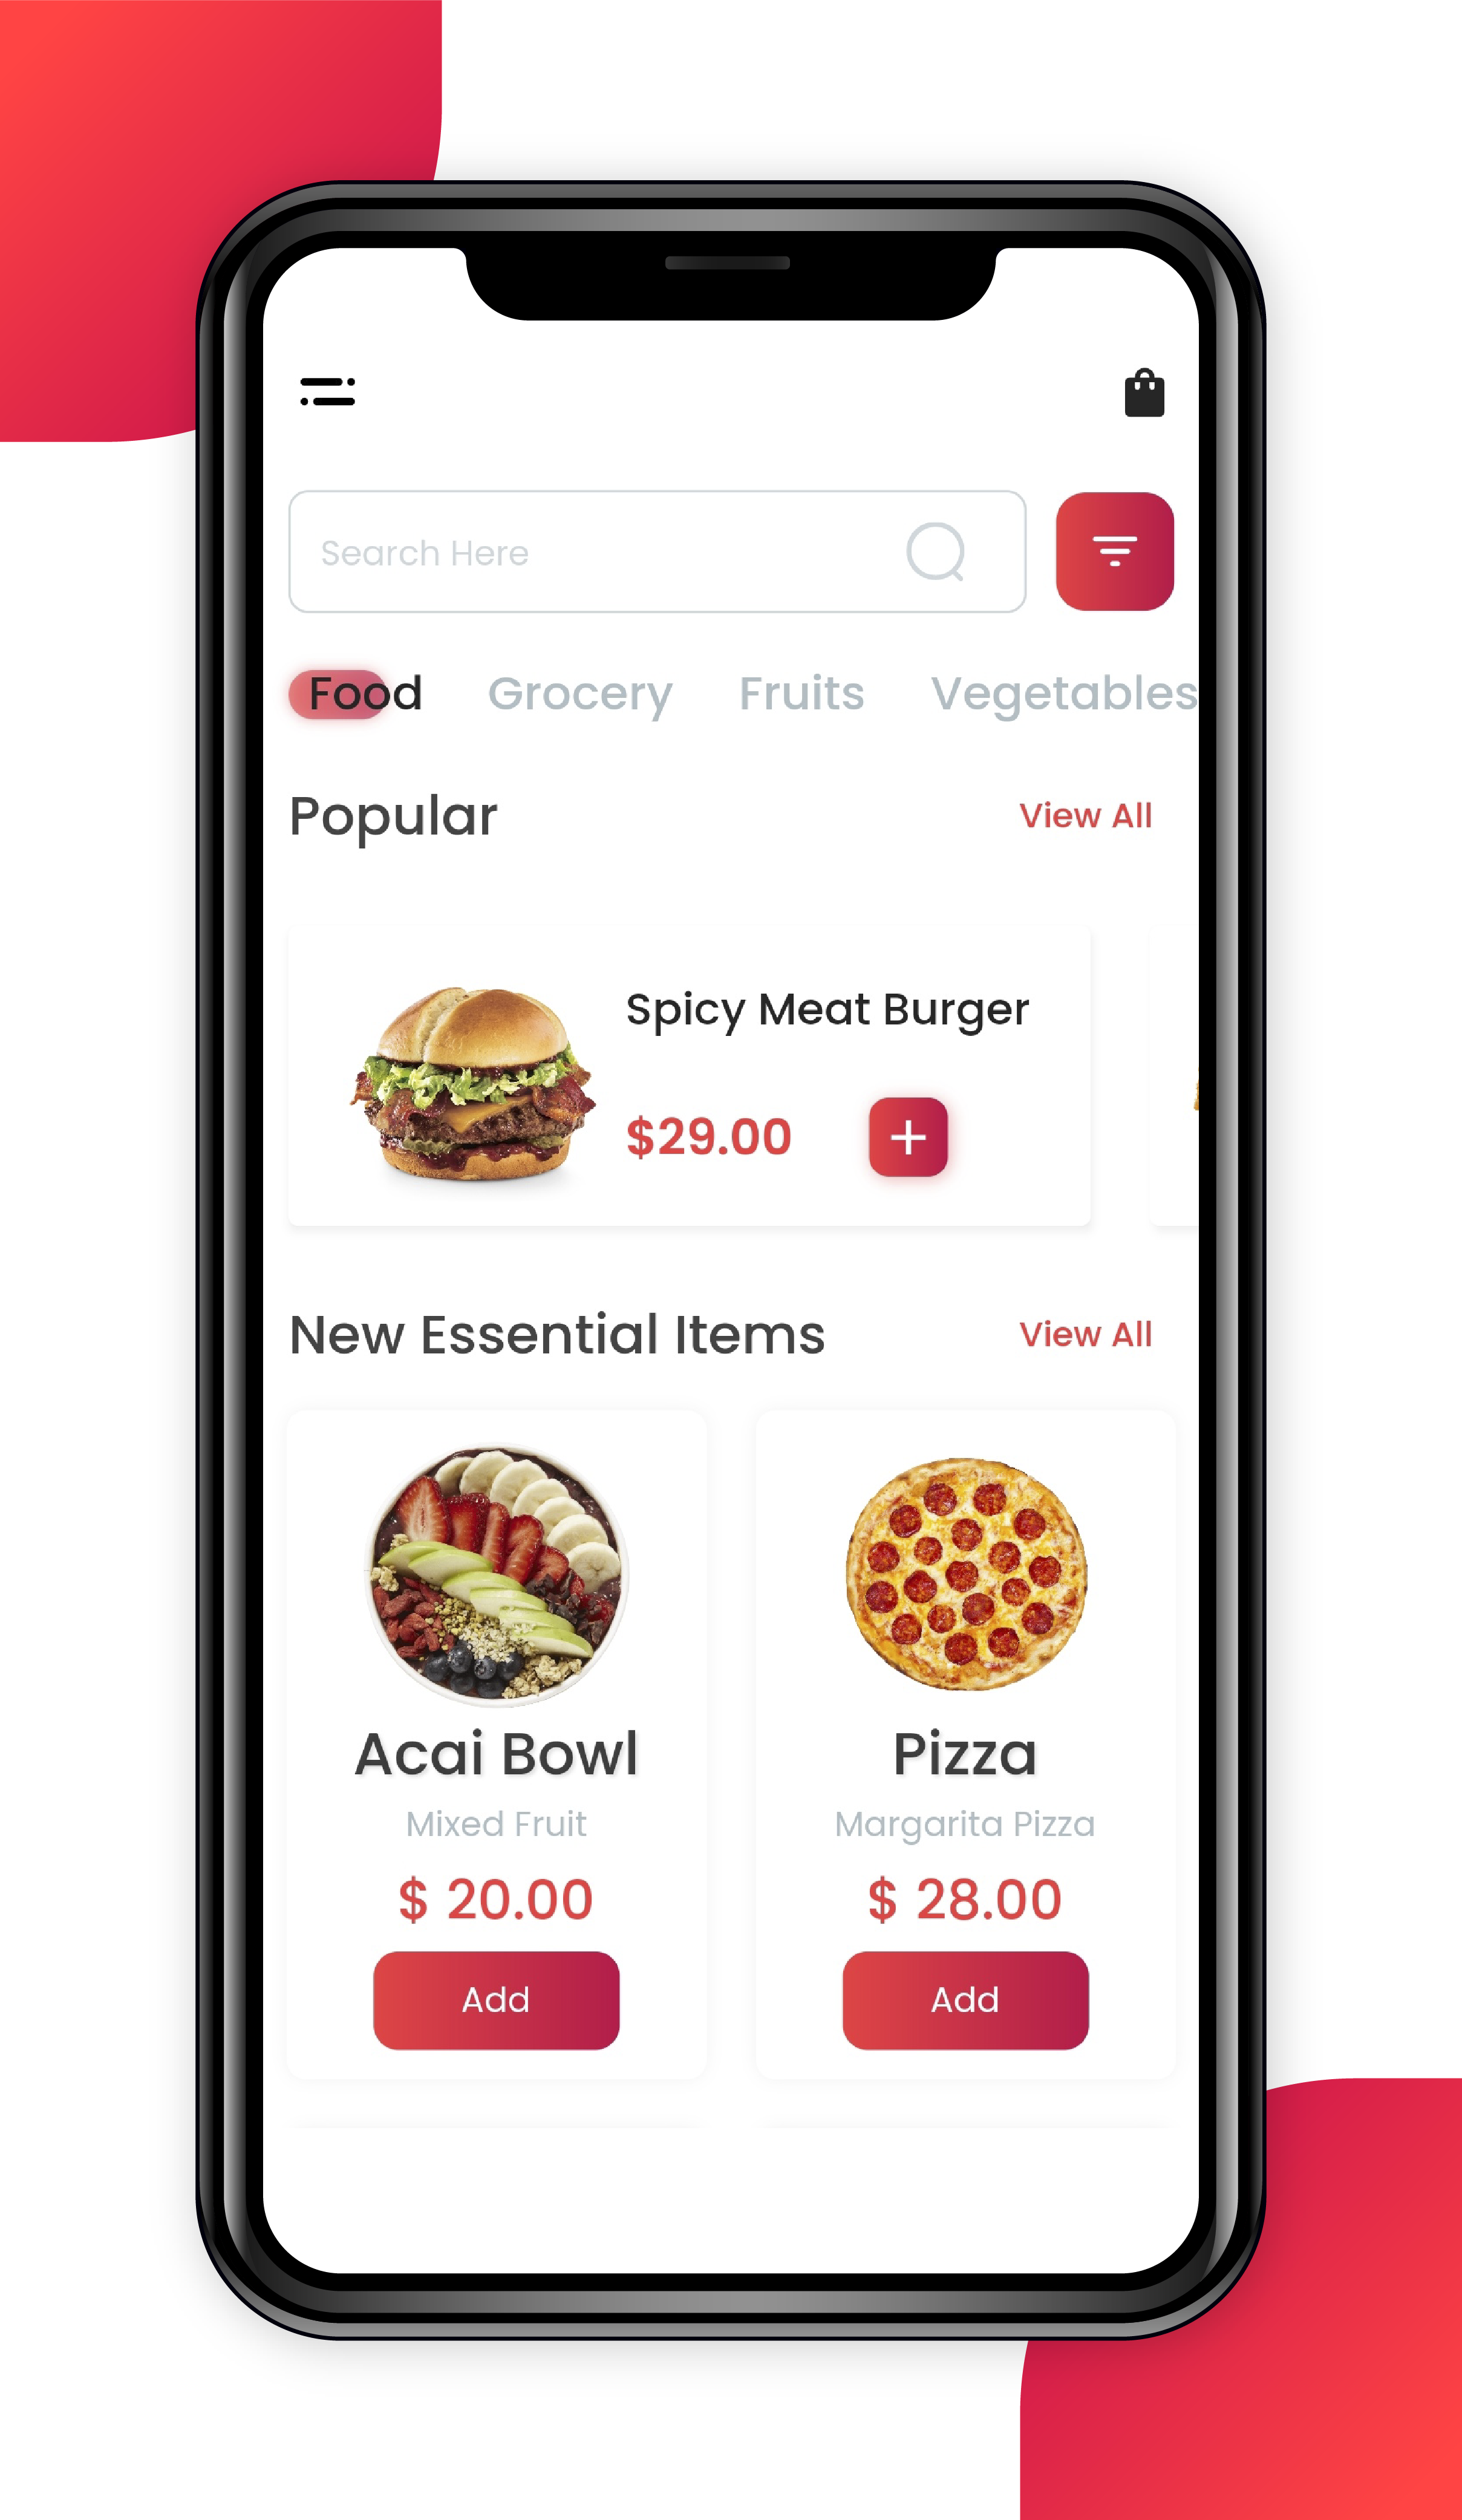 Search Here
Food Grocery Fruits Vegetables
Popular View All
Spicy Meat Burger
$29.00 +
New Essential Items View All
Acai Bowl Pizza
Mixed Fruit Margarita Pizza
$ 20.00 $ 28.00
Add Add